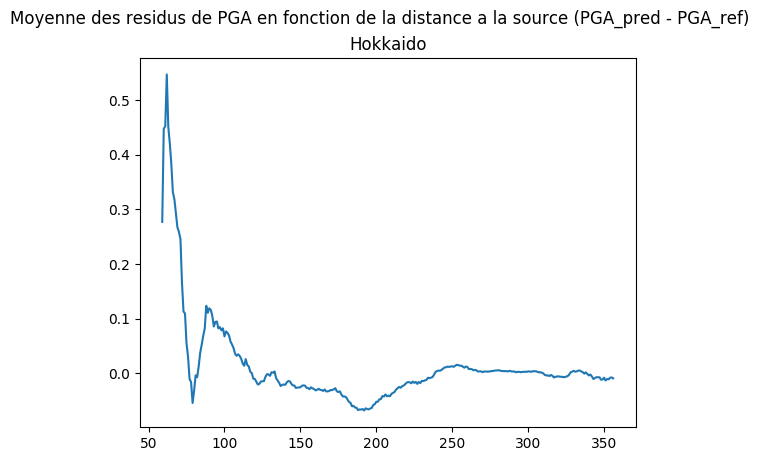 Moyenne des residus de PGA en fonction de la distance a la source (PGA_pred - PGA_ref)
Hokkaido
0.5
0.4
0.3
0.2
0.1
0.0
50 100 150 200 250 300 350